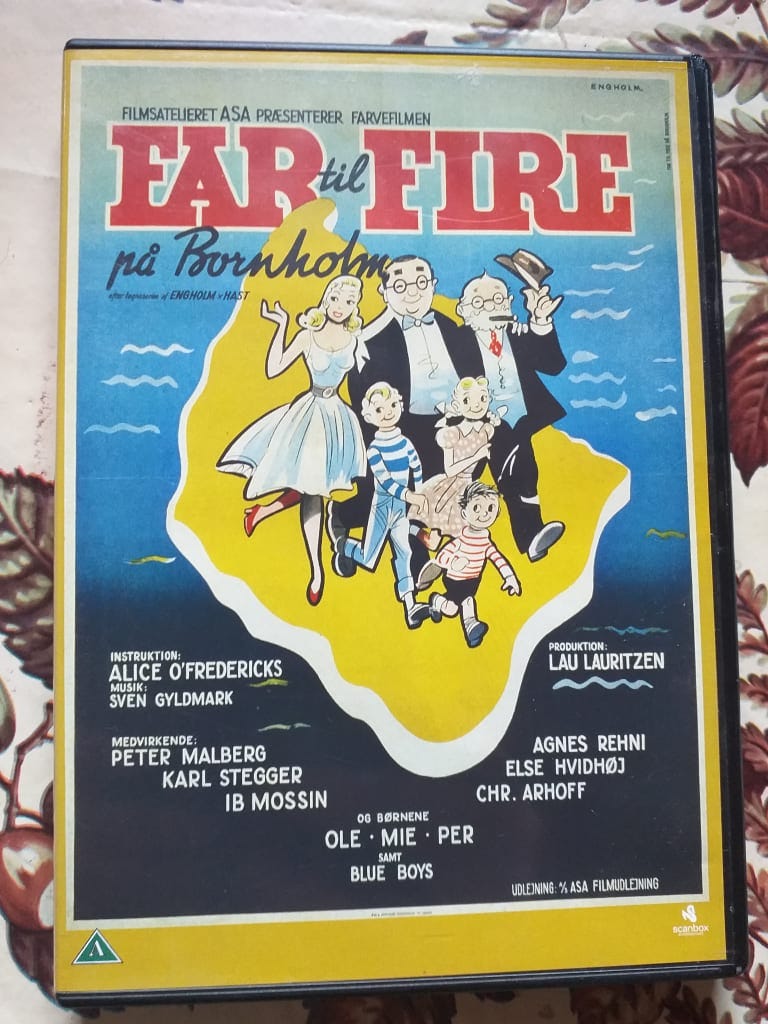 ENGHOLM
FILMSATELIERET ASA PRÆSENTERER FARVEFILMEN
FAR til FIRE
på Bornholm
efter tegneserien af ENGHOLM & HAST
INSTRUKTION:
ALICE O'FREDERICKS
MUSIK:
SVEN GYLDMARK
PRODUKTION:
LAU LAURITZEN
MEDVIRKENDE:
PETER MALBERG
KARL STEGGER
IB MOSSIN
AGNES REHNI
ELSE HVIDHØJ
CHR. ARHOFF
OG BØRNENE
OLE · MIE · PER
SAMT
BLUE BOYS
UDLEJNING: A/S ASA FILMUDLEJNING
A
scanbox